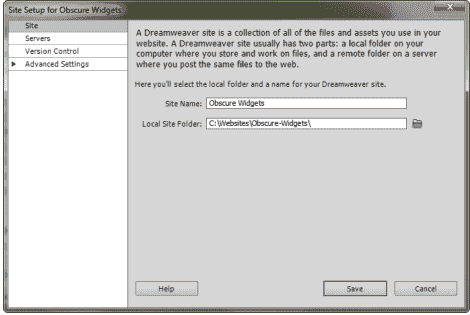 Site Setup for Obscure Widgets
Site
Servers
Version Control
Advanced Settings
A Dreamweaver site is a collection of all of the files and assets you use in your
website. A Dreamweaver site usually has two parts: a local folder on your
computer where you store and work on files, and a remote folder on a server
where you post the same files to the web.
Here you'll select the local folder and a name for your Dreamweaver site.
Site Name: Obscure Widgets
Local Site Folder: C:\Websites\Obscure-Widgets\
Help Save Cancel